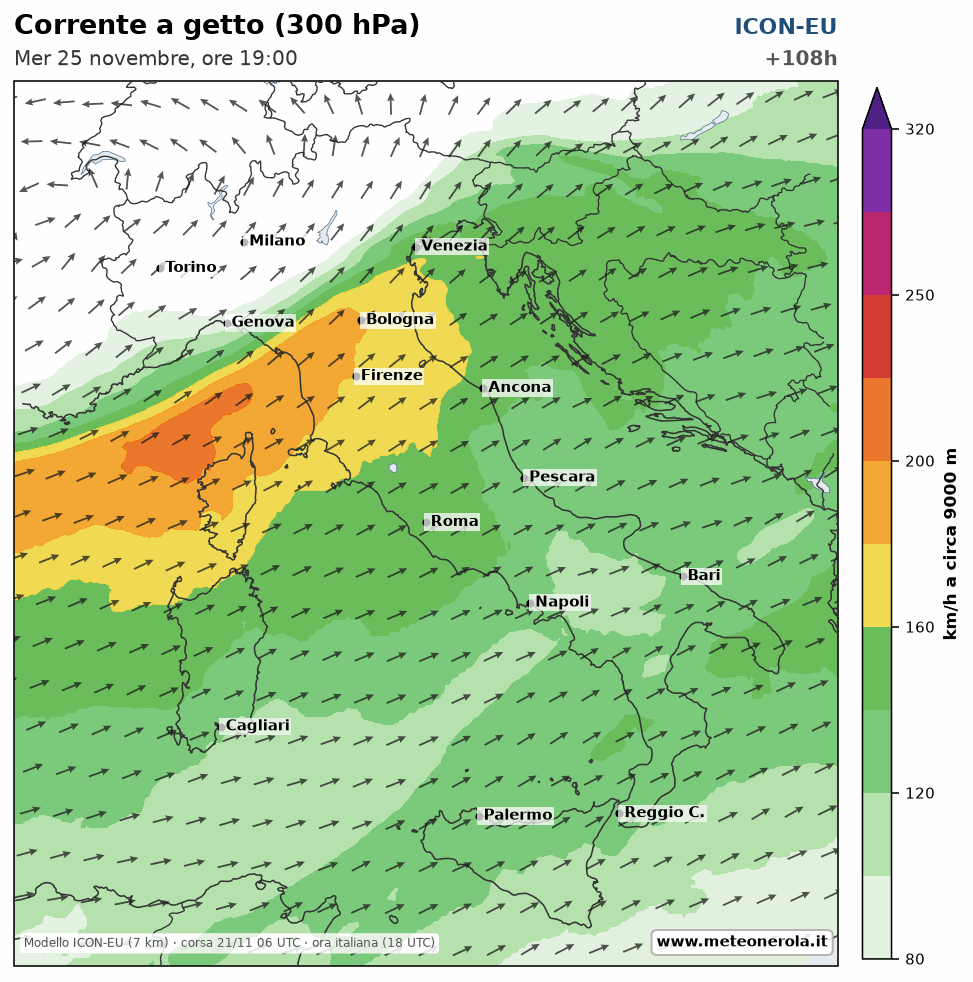 Corrente a getto (300 hPa)
ICON-EU
Mer 25 novembre, ore 19:00
+108h
Milano
Venezia
Torino
Genova
Bologna
Firenze
Ancona
Pescara
Roma
Bari
Napoli
Cagliari
Palermo
Reggio C.
320
250
200
160
120
80
km/h a circa 9000 m
Modello ICON-EU (7 km) · corsa 21/11 06 UTC · ora italiana (18 UTC)
www.meteonerola.it